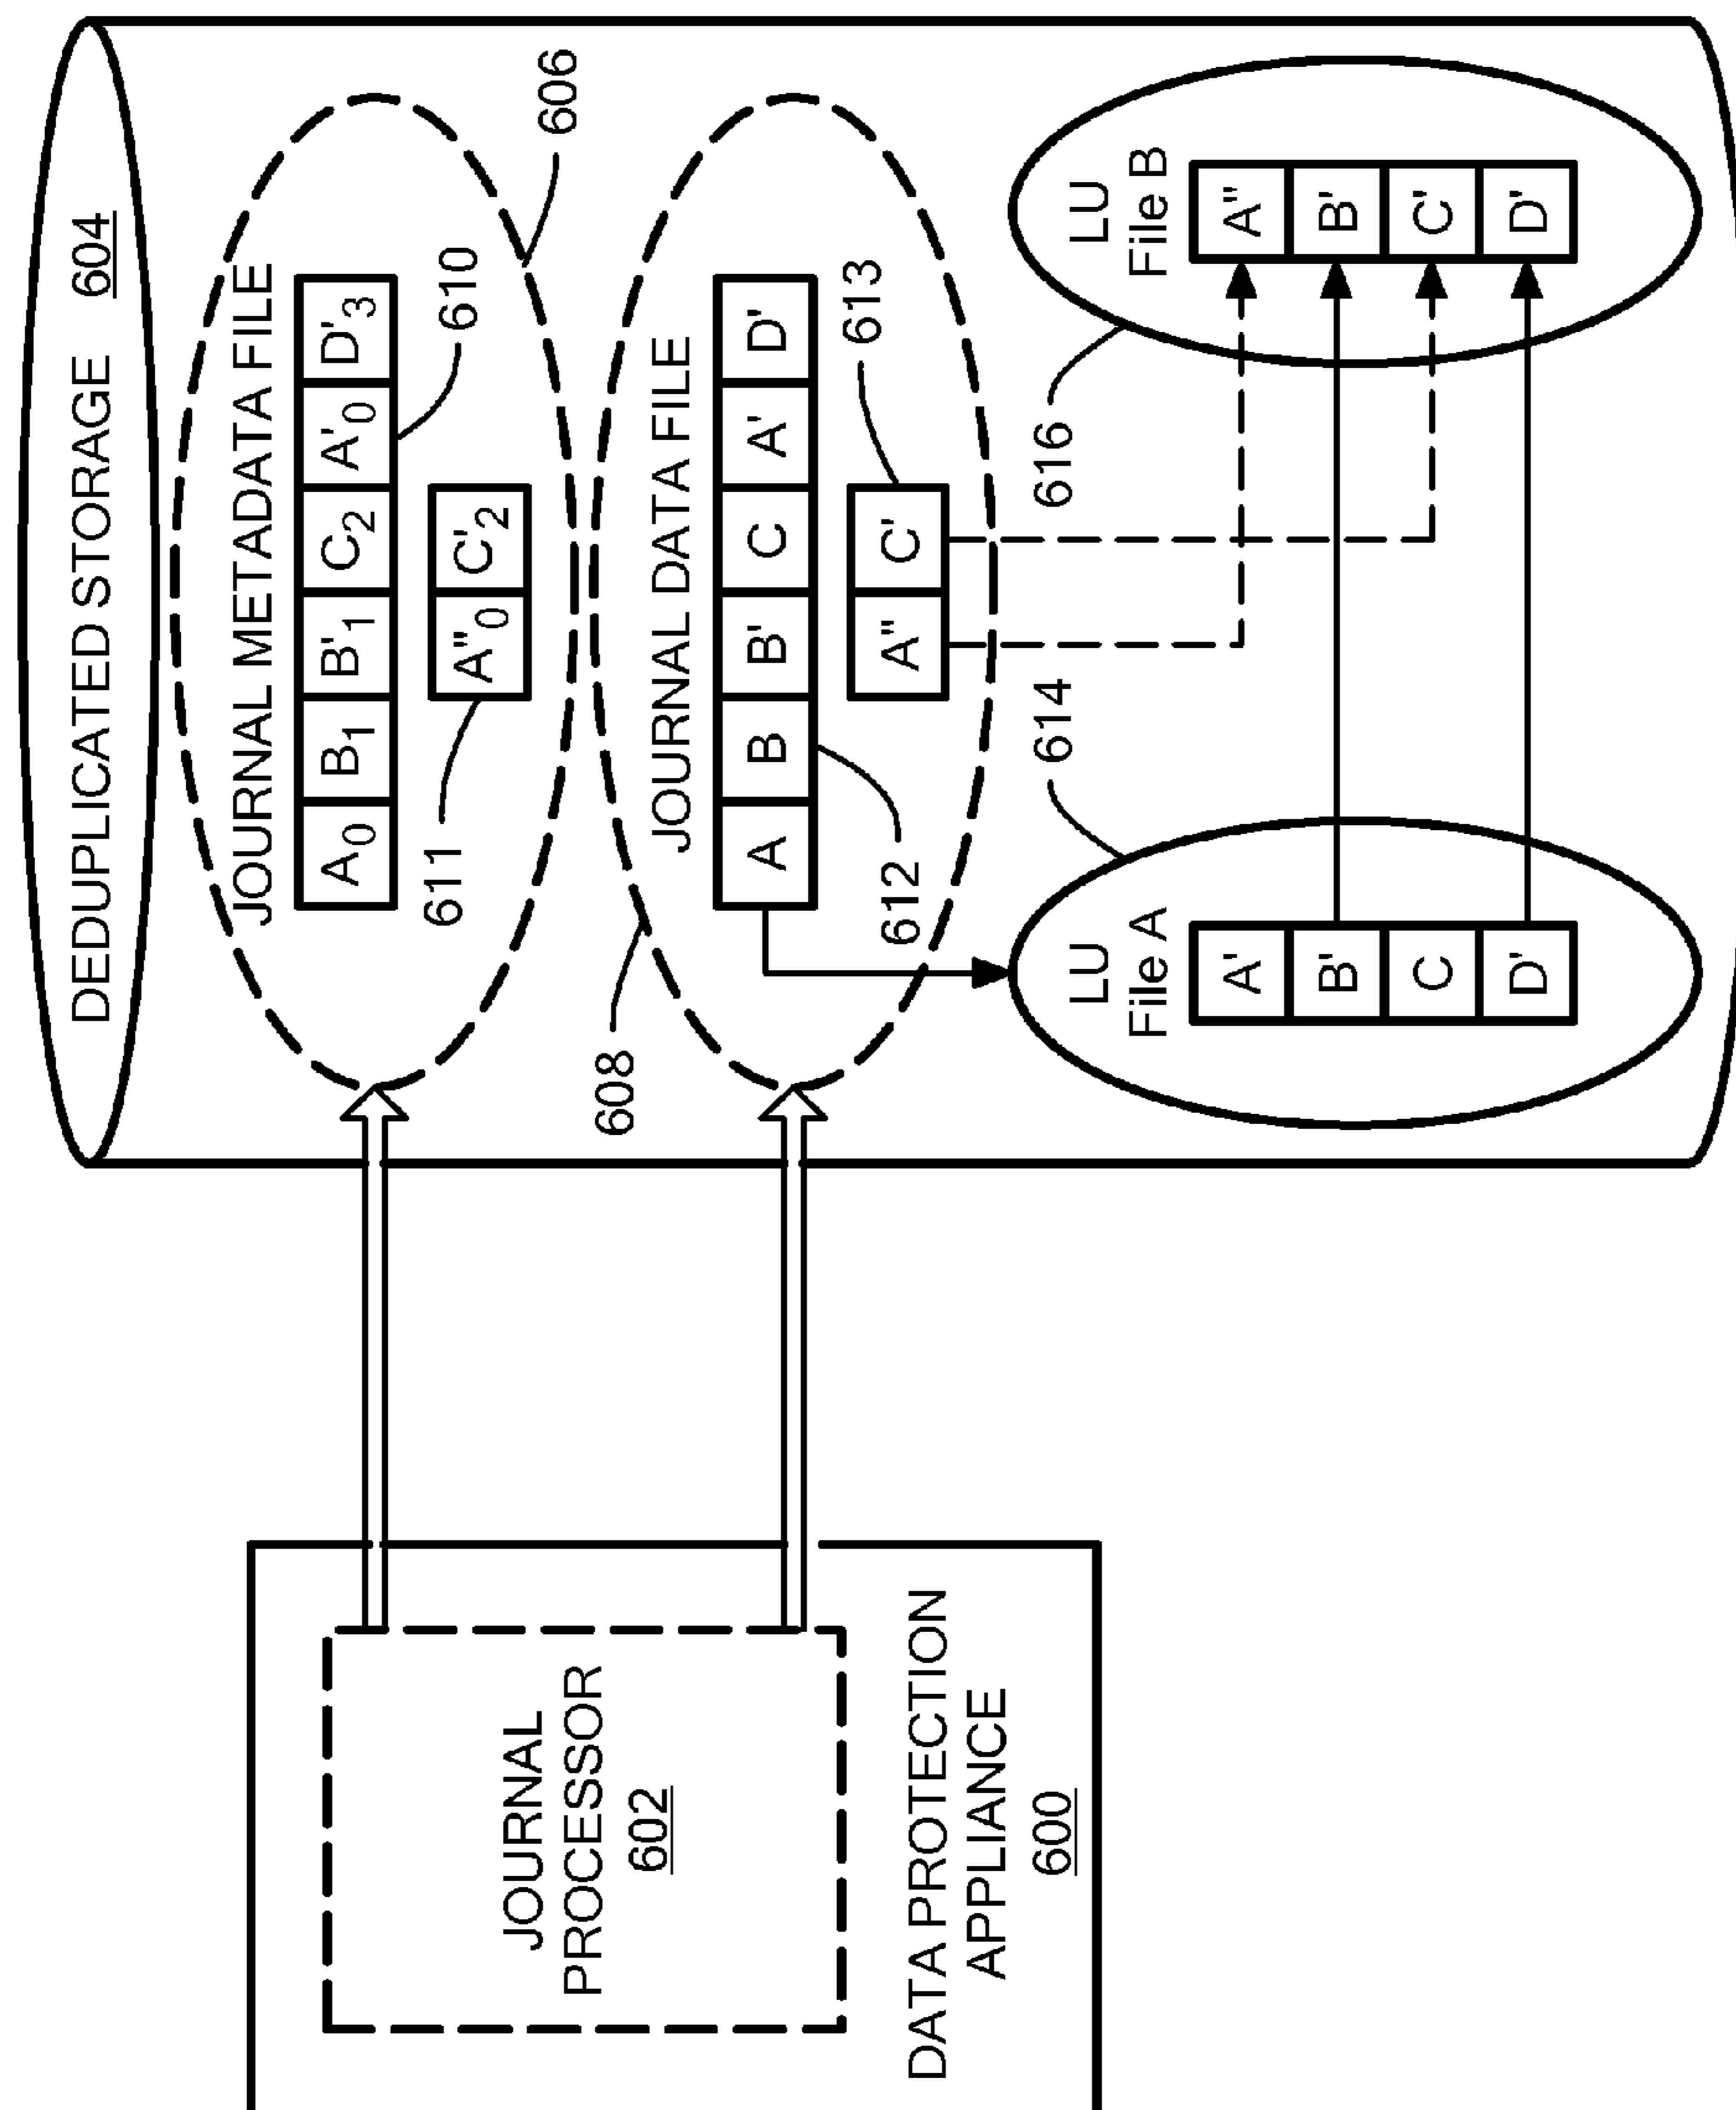 DEDUPLICATED STORAGE 604
JOURNAL METADATA FILE
A0 B1 B'1 C2 A'0 D'3
606
610
A"0 C'2
611
608
JOURNAL DATA FILE
A B B' C A' D'
612
613
A" C'
614
616
LU
File A
A'
B'
C
D'
LU
File B
A"
B'
C'
D'
JOURNAL
PROCESSOR
602
DATA PROTECTION
APPLIANCE
600